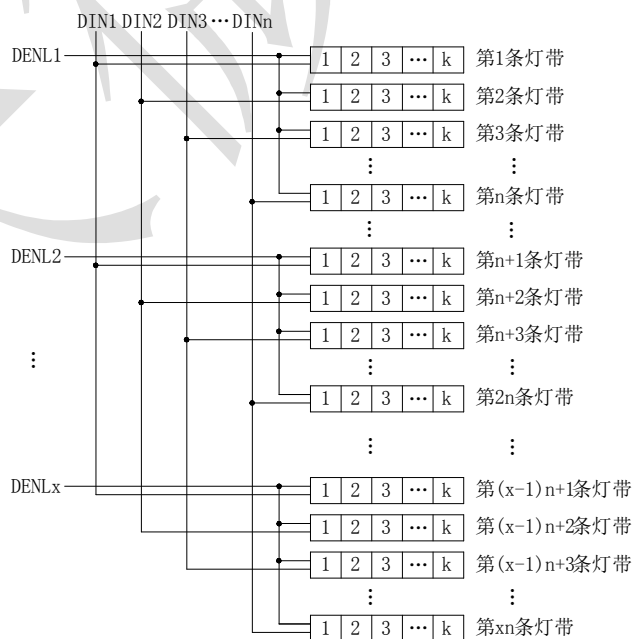 DIN1 DIN2 DIN3 … DINn
DENL1
1 2 3 … k 第1条灯带
1 2 3 … k 第2条灯带
1 2 3 … k 第3条灯带
⋮ ⋮
1 2 3 … k 第n条灯带
⋮ ⋮
DENL2
1 2 3 … k 第n+1条灯带
1 2 3 … k 第n+2条灯带
1 2 3 … k 第n+3条灯带
⋮ ⋮ ⋮
1 2 3 … k 第2n条灯带
⋮ ⋮
DENLx
1 2 3 … k 第(x-1)n+1条灯带
1 2 3 … k 第(x-1)n+2条灯带
1 2 3 … k 第(x-1)n+3条灯带
⋮ ⋮
1 2 3 … k 第xn条灯带